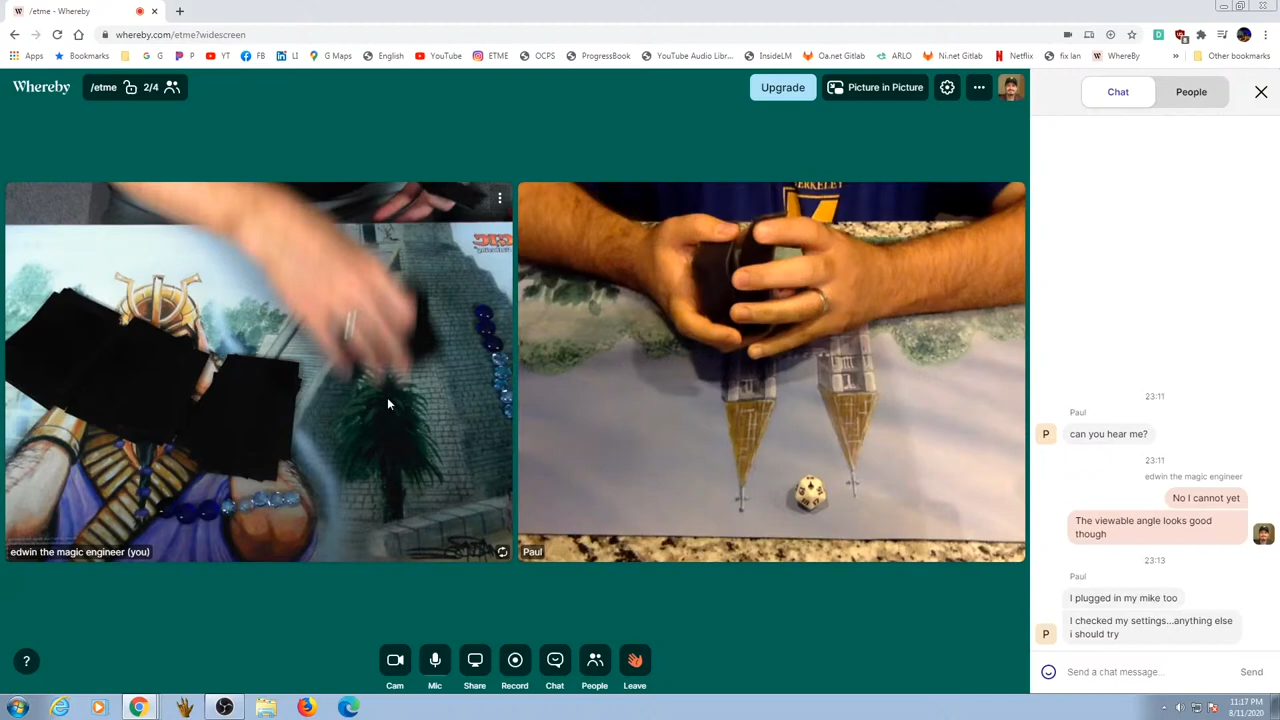 /etme - Whereby
whereby.com/etme?widescreen
Apps
Bookmarks
G
G
P
YT
FB
LI
G Maps
English
YouTube
ETME
OCPS
ProgressBook
YouTube Audio Libr...
InsideLM
Oa.net Gitlab
ARLO
Ni.net Gitlab
Netflix
fix lan
WhereBy
»
Other bookmarks
Whereby
/etme
2/4
Upgrade
Picture in Picture
Chat
People
BERKELEY
edwin the magic engineer (you)
Paul
23:11
Paul
P
can you hear me?
23:11
edwin the magic engineer
No I cannot yet
The viewable angle looks good
though
23:13
Paul
I plugged in my mike too
I checked my settings...anything else
i should try
P
?
Cam
Mic
Share
Record
Chat
People
Leave
Send a chat message...
Send
11:17 PM
8/11/2020